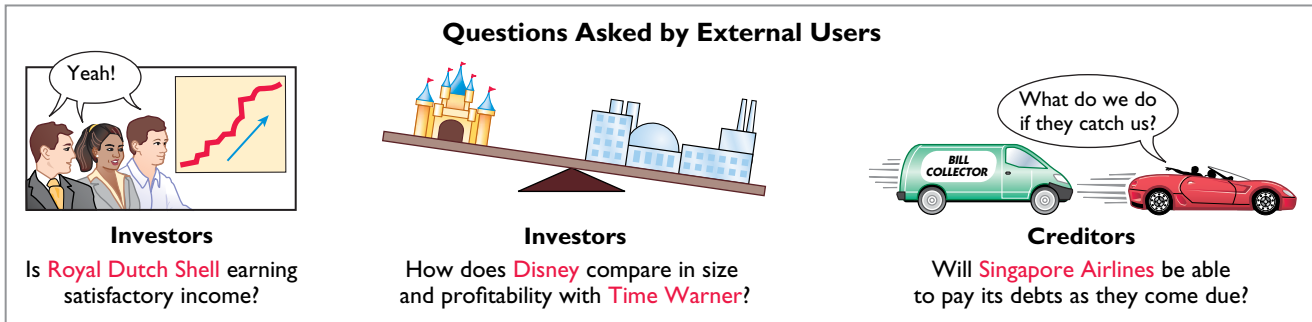 Questions Asked by External Users
Yeah!
Investors
Is Royal Dutch Shell earning
satisfactory income?
Investors
How does Disney compare in size
and profitability with Time Warner?
What do we do
if they catch us?
BILL
COLLECTOR
Creditors
Will Singapore Airlines be able
to pay its debts as they come due?